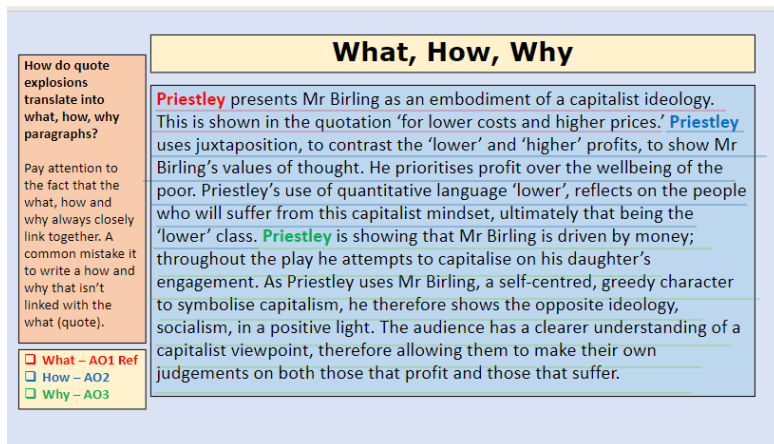 What, How, Why
How do quote
explosions
translate into
what, how, why
paragraphs?
Pay attention to
the fact that the
what, how and
why always closely
link together. A
common mistake it
to write a how and
why that isn't
linked with the
what (quote).
What – AO1 Ref
How – AO2
Why – AO3
Priestley presents Mr Birling as an embodiment of a capitalist ideology.
This is shown in the quotation 'for lower costs and higher prices.' Priestley
uses juxtaposition, to contrast the 'lower' and 'higher' profits, to show Mr
Birling's values of thought. He prioritises profit over the wellbeing of the
poor. Priestley's use of quantitative language 'lower', reflects on the people
who will suffer from this capitalist mindset, ultimately that being the
'lower' class. Priestley is showing that Mr Birling is driven by money;
throughout the play he attempts to capitalise on his daughter's
engagement. As Priestley uses Mr Birling, a self-centred, greedy character
to symbolise capitalism, he therefore shows the opposite ideology,
socialism, in a positive light. The audience has a clearer understanding of a
capitalist viewpoint, therefore allowing them to make their own
judgements on both those that profit and those that suffer.